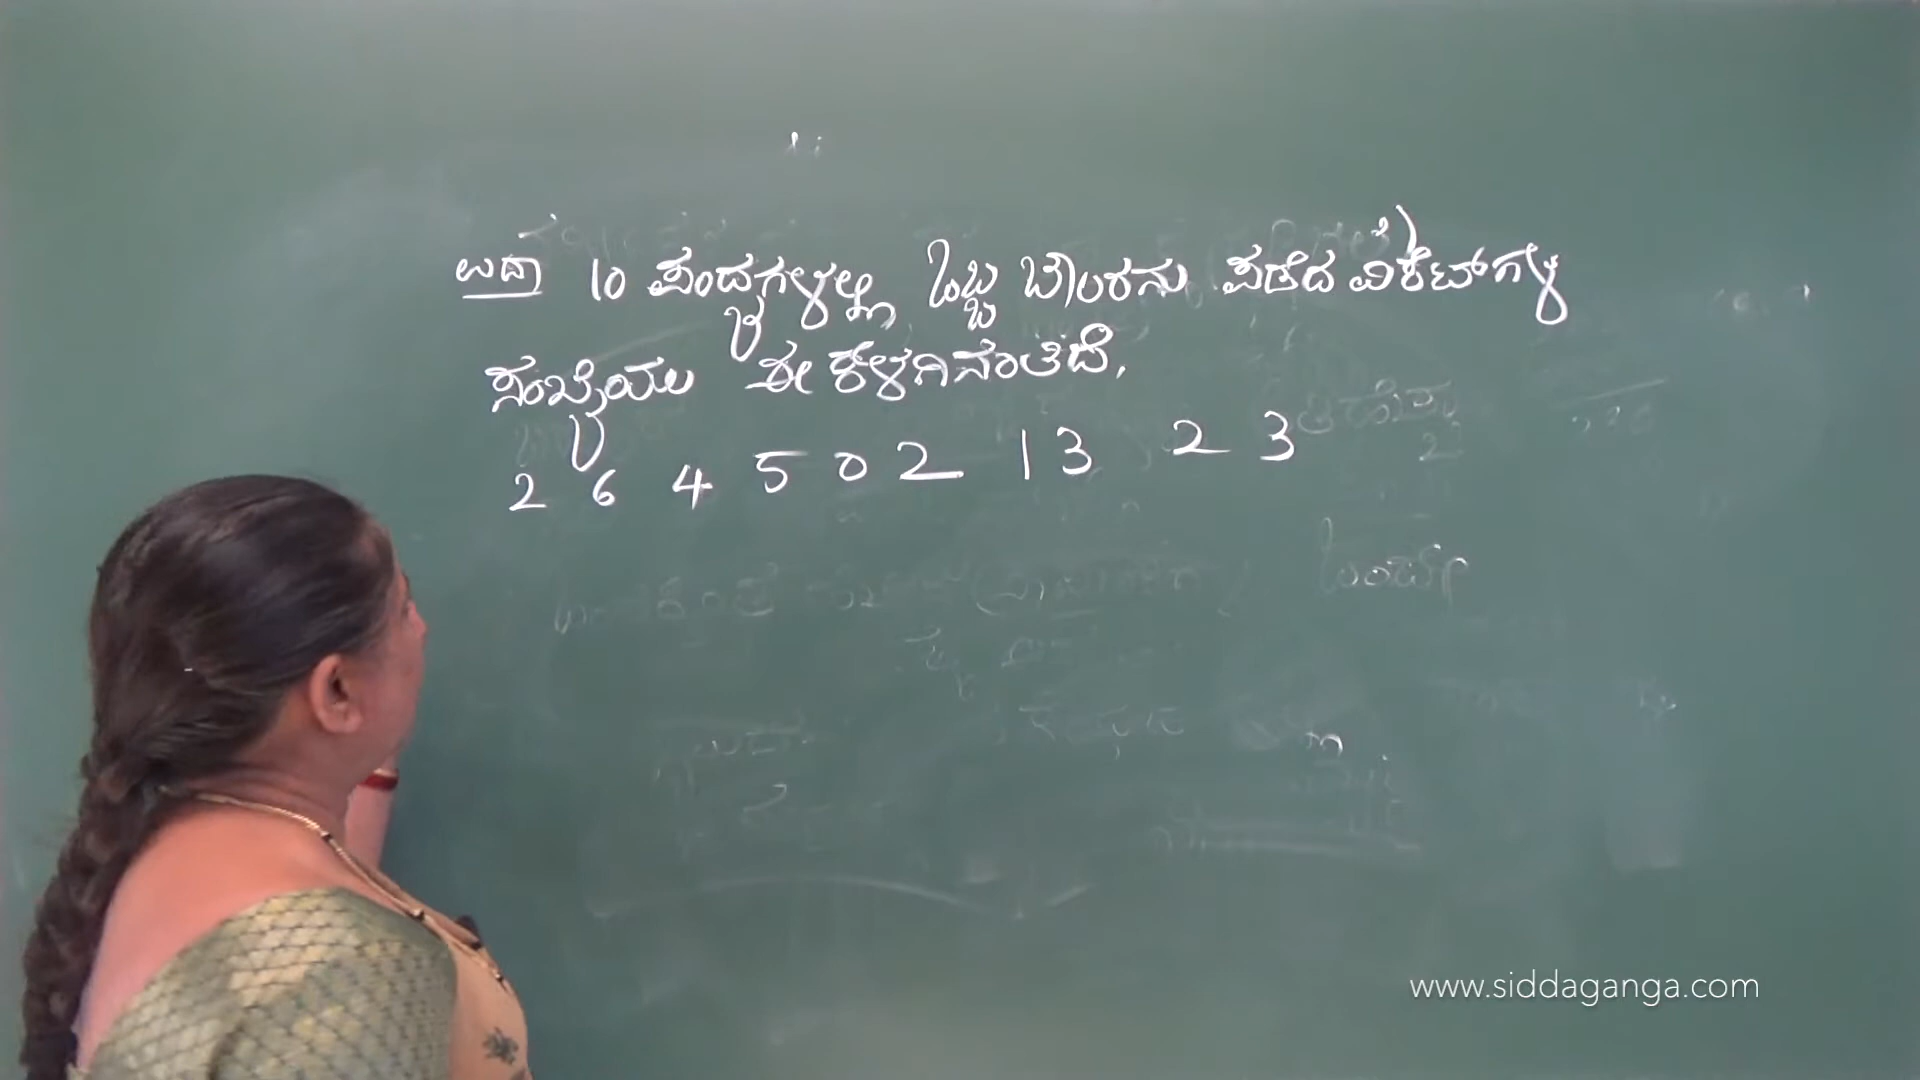 ಉದಾ 10 ಪಂದ್ಯಗಳಲ್ಲಿ ಒಬ್ಬ ಬೌಲರನು ಪಡೆದ ವಿಕೆಟ್‌ಗಳ
ಸಂಖ್ಯೆಯು ಈ ಕೆಳಗಿನಂತಿದೆ.
2 6 4 5 0 2 1 3 2 3
www.siddaganga.com